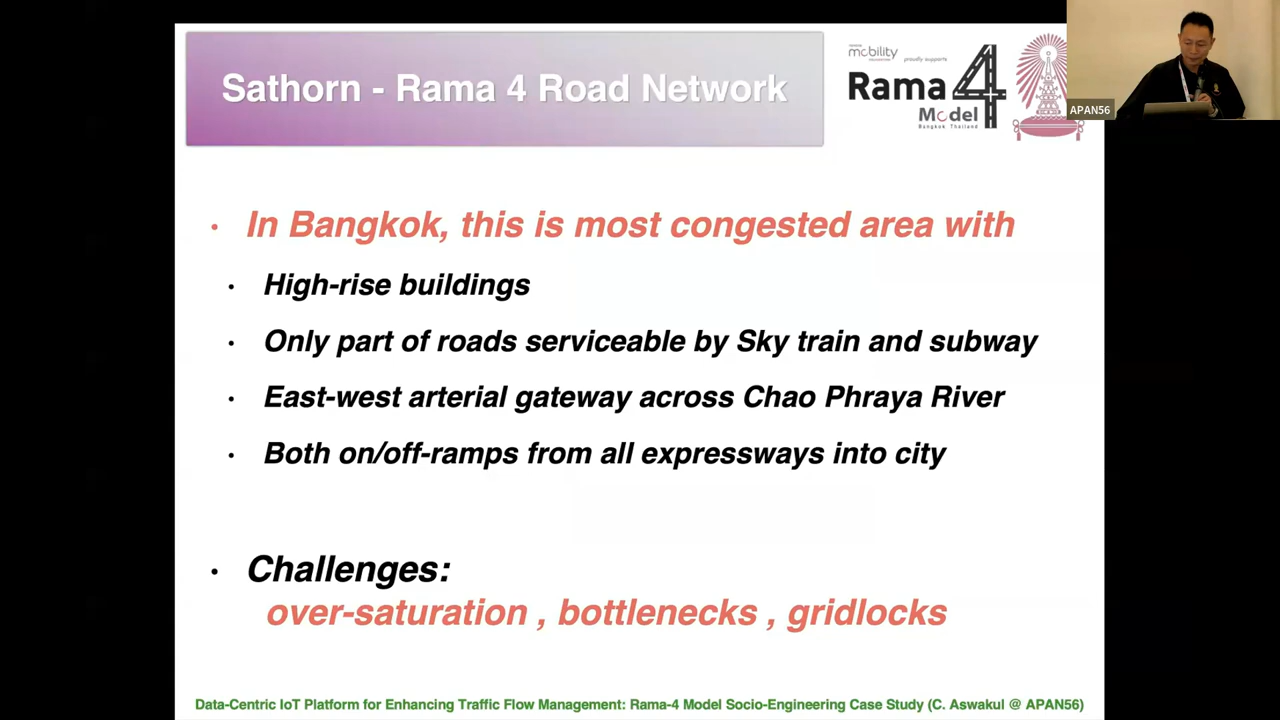 Sathorn - Rama 4 Road Network
mobility
proudly supports
Rama 4
Model
Bangkok Thailand
APAN56
• In Bangkok, this is most congested area with
• High-rise buildings
• Only part of roads serviceable by Sky train and subway
• East-west arterial gateway across Chao Phraya River
• Both on/off-ramps from all expressways into city
• Challenges:
over-saturation , bottlenecks , gridlocks
Data-Centric IoT Platform for Enhancing Traffic Flow Management: Rama-4 Model Socio-Engineering Case Study (C. Aswakul @ APAN56)